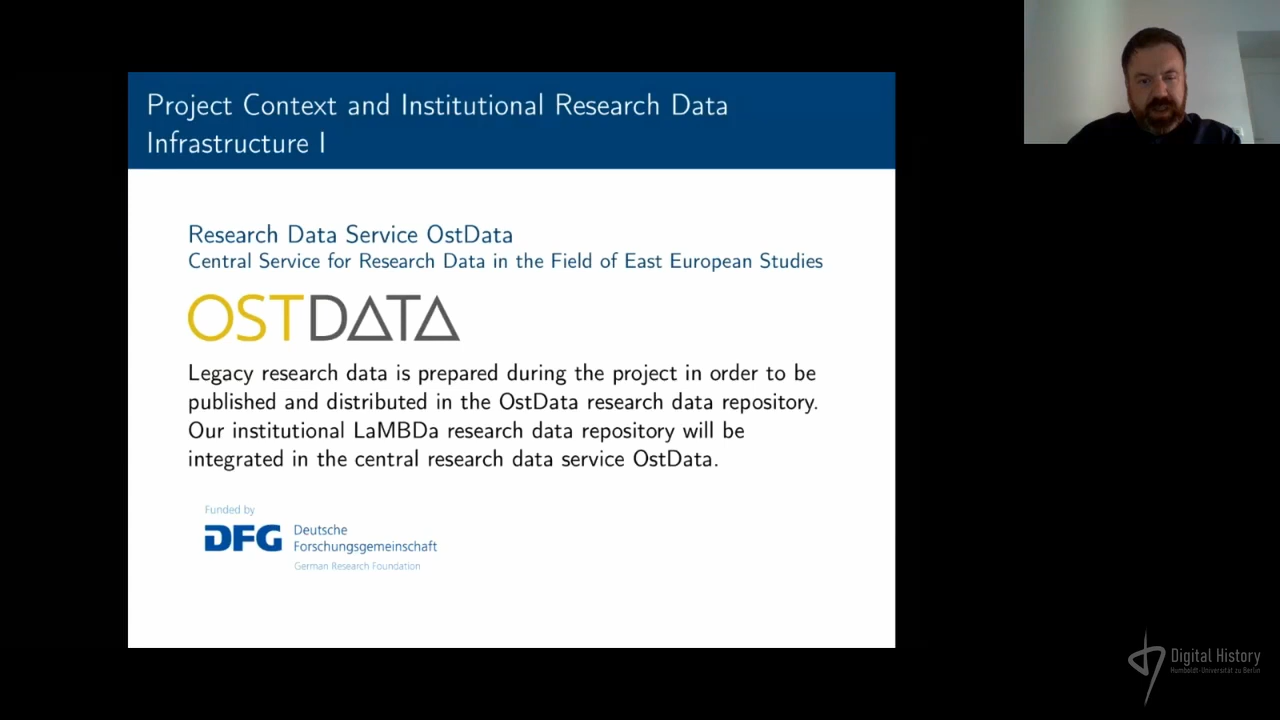 Project Context and Institutional Research Data
Infrastructure I
Research Data Service OstData
Central Service for Research Data in the Field of East European Studies
OSTDATA
Legacy research data is prepared during the project in order to be
published and distributed in the OstData research data repository.
Our institutional LaMBDa research data repository will be
integrated in the central research data service OstData.
Funded by
DFG Deutsche
Forschungsgemeinschaft
German Research Foundation
Digital History
Humboldt-Universität zu Berlin